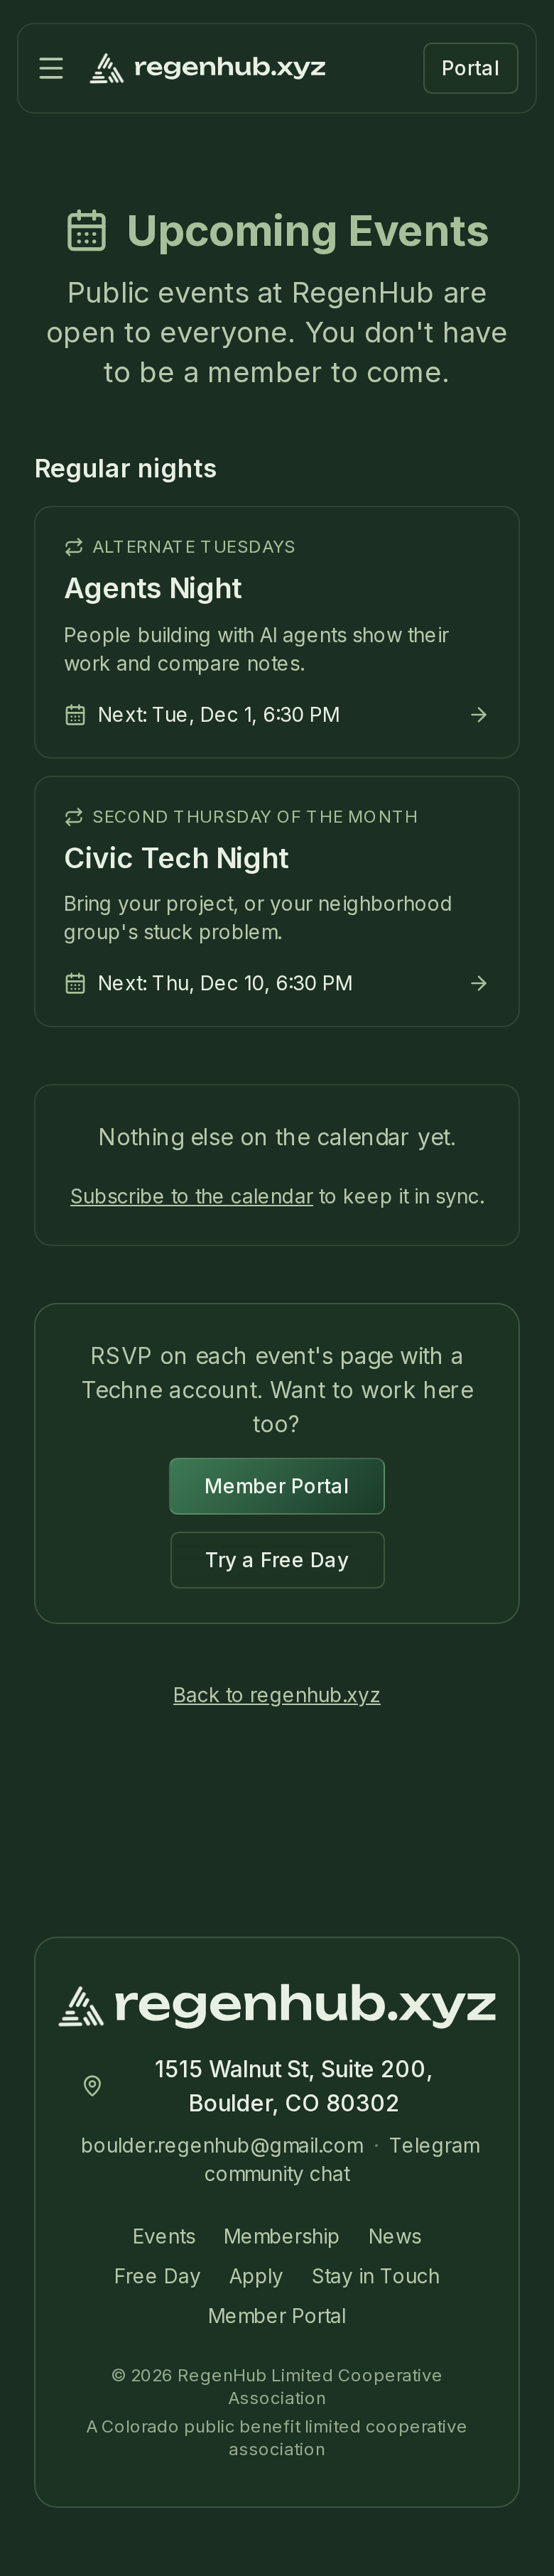 regenhub.xyz
Portal
Upcoming Events
Public events at RegenHub are
open to everyone. You don't have
to be a member to come.
Regular nights
ALTERNATE TUESDAYS
Agents Night
People building with AI agents show their
work and compare notes.
Next: Tue, Dec 1, 6:30 PM
SECOND THURSDAY OF THE MONTH
Civic Tech Night
Bring your project, or your neighborhood
group's stuck problem.
Next: Thu, Dec 10, 6:30 PM
Nothing else on the calendar yet.
Subscribe to the calendar to keep it in sync.
RSVP on each event's page with a
Techne account. Want to work here
too?
Member Portal
Try a Free Day
Back to regenhub.xyz
regenhub.xyz
1515 Walnut St, Suite 200,
Boulder, CO 80302
boulder.regenhub@gmail.com · Telegram
community chat
Events Membership News
Free Day Apply Stay in Touch
Member Portal
© 2026 RegenHub Limited Cooperative
Association
A Colorado public benefit limited cooperative
association